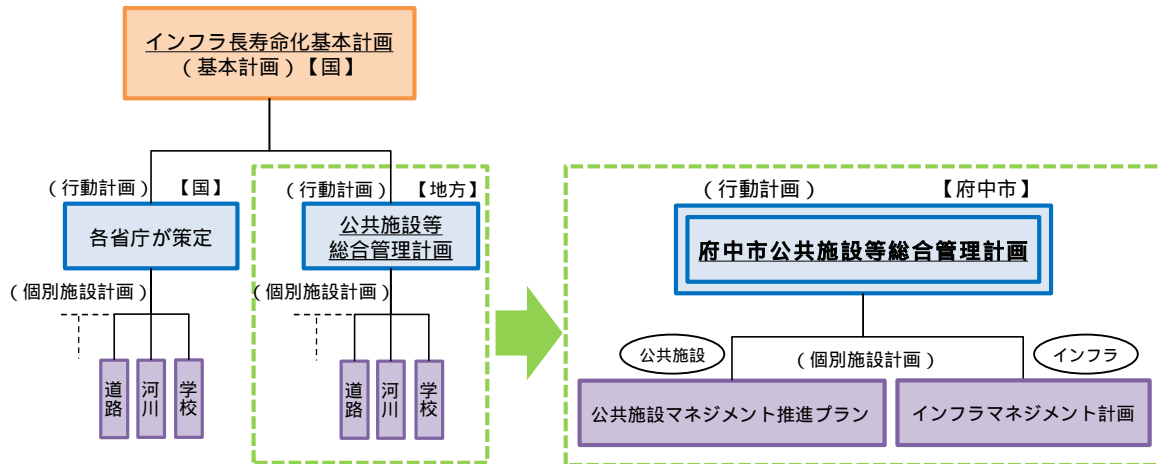 インフラ長寿命化基本計画
(基本計画)【国】
(行動計画) 【国】
各省庁が策定
(個別施設計画)
道路
河川
学校
(行動計画) 【地方】
公共施設等
総合管理計画
(個別施設計画)
道路
河川
学校
(行動計画) 【府中市】
府中市公共施設等総合管理計画
公共施設
(個別施設計画)
インフラ
公共施設マネジメント推進プラン
インフラマネジメント計画